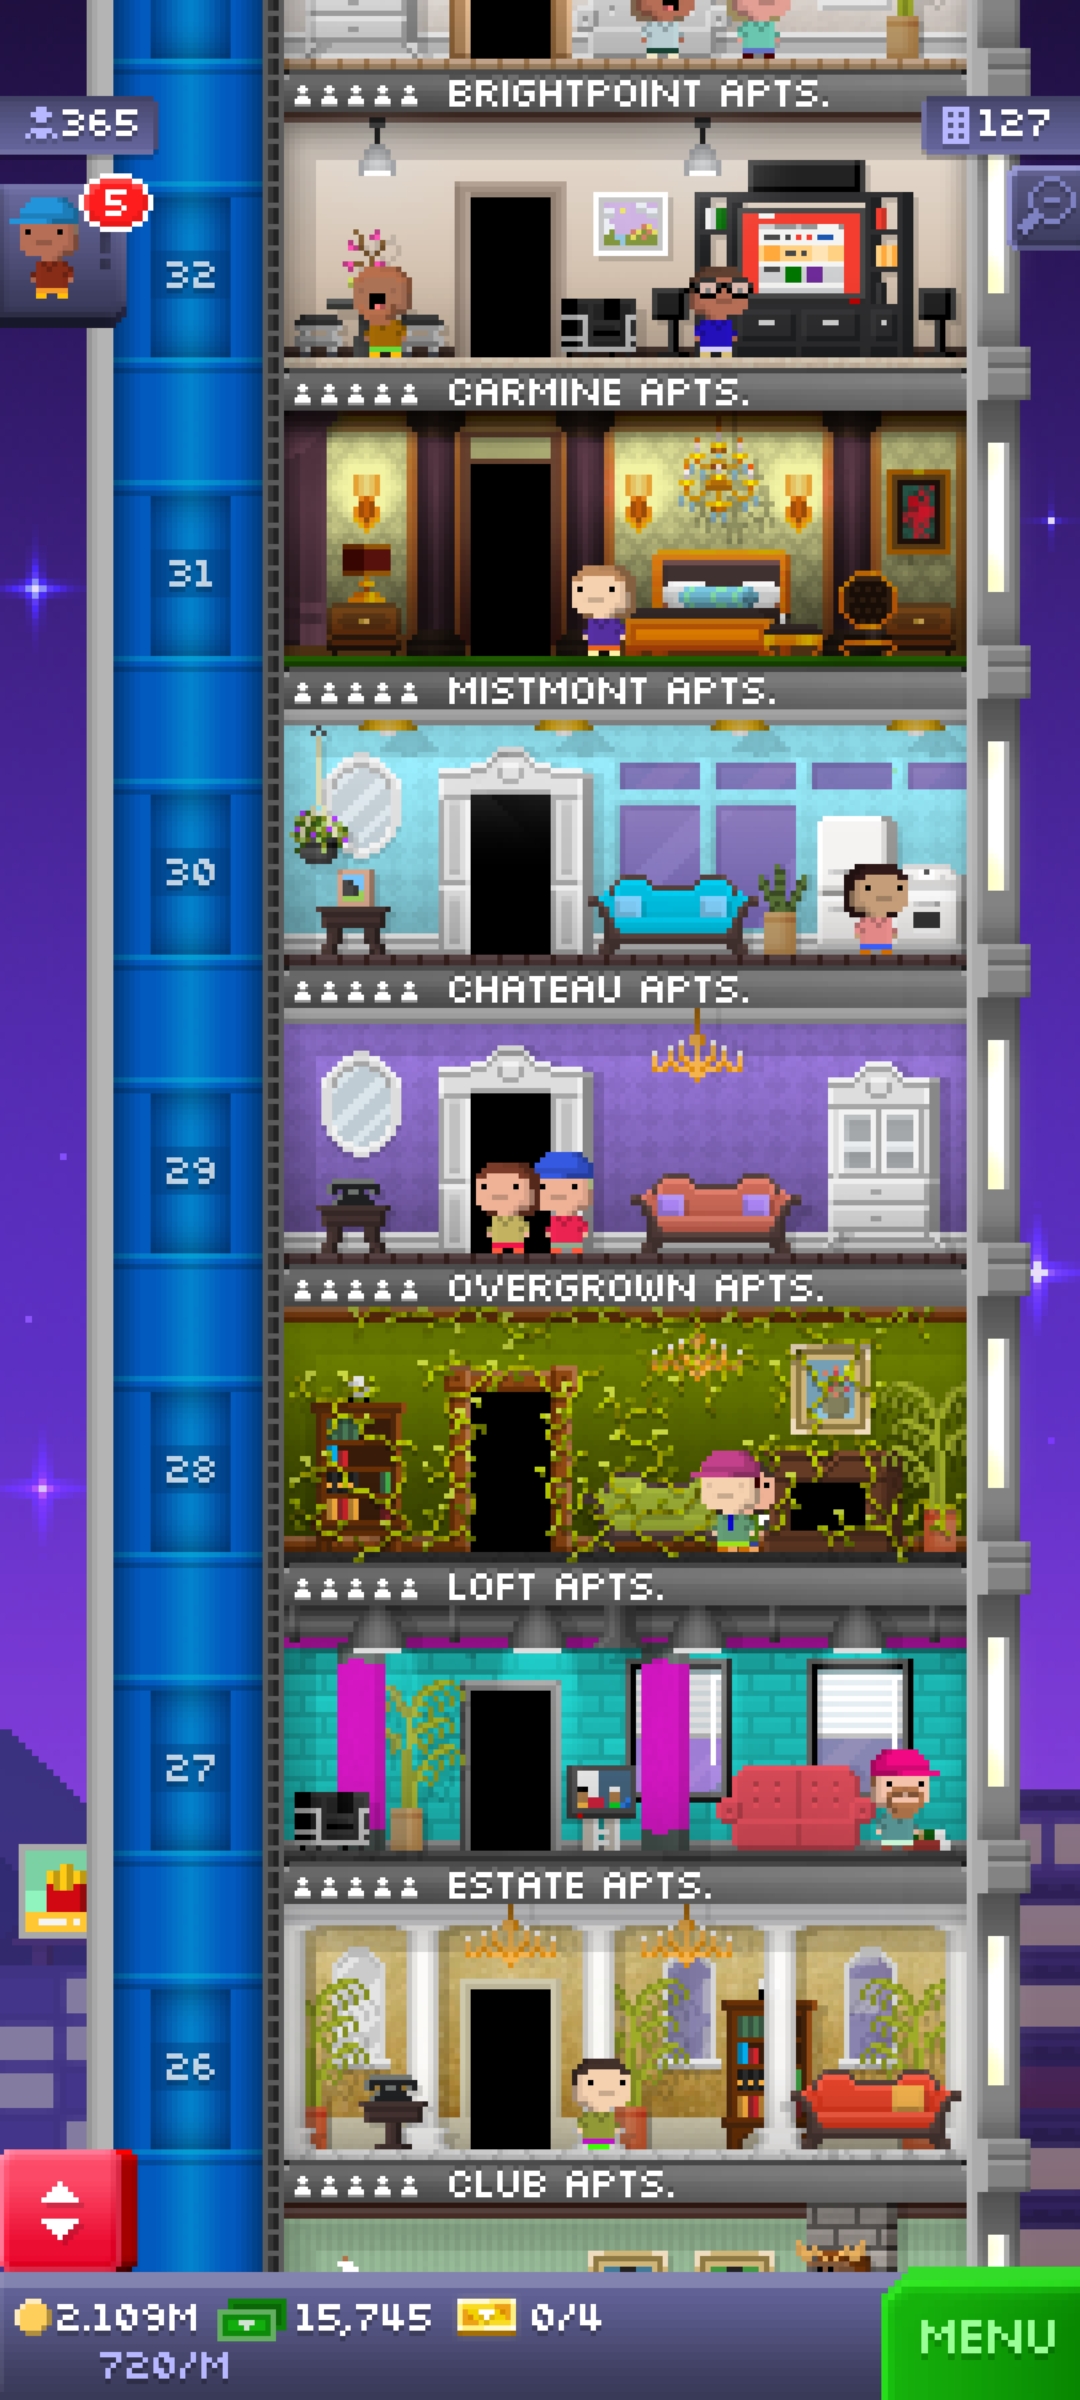 BRIGHTPOINT APTS.
365
127
5
32
CARMINE APTS.
31
MISTMONT APTS.
30
CHATEAU APTS.
29
OVERGROWN APTS.
28
LOFT APTS.
27
ESTATE APTS.
26
CLUB APTS.
2.109M 15,745 0/4
720/M
MENU